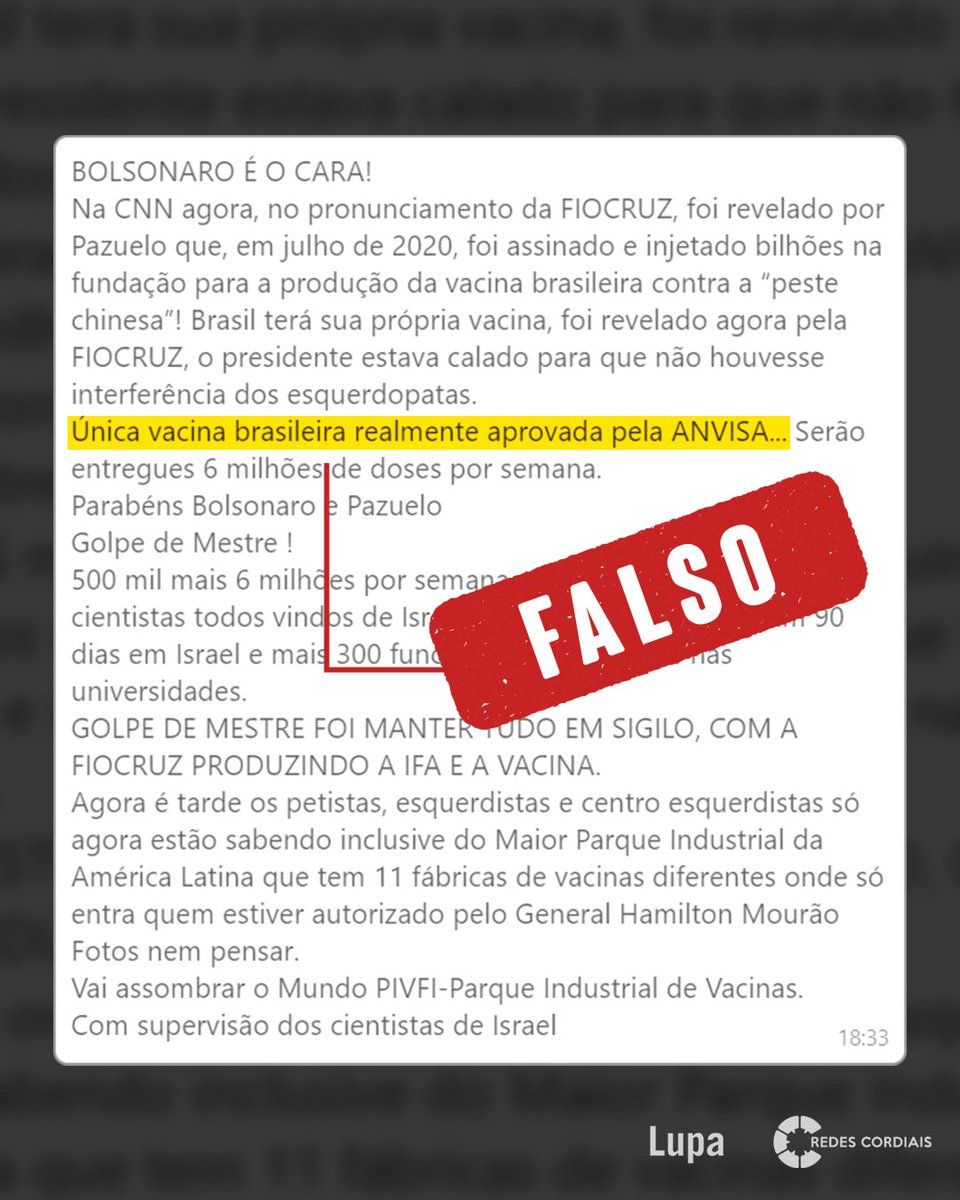 BOLSONARO É O CARA!
Na CNN agora, no pronunciamento da FIOCRUZ, foi revelado por
Pazuelo que, em julho de 2020, foi assinado e injetado bilhões na
fundação para a produção da vacina brasileira contra a “peste
chinesa”! Brasil terá sua própria vacina, foi revelado agora pela
FIOCRUZ, o presidente estava calado para que não houvesse
interferência dos esquerdopatas.
Única vacina brasileira realmente aprovada pela ANVISA... Serão
entregues 6 milhões de doses por semana.
Parabéns Bolsonaro e Pazuelo
Golpe de Mestre !
500 mil mais 6 milhões por semana
cientistas todos vindos de 90
dias em Israel e mais 300
universidades.
FALSO
GOLPE DE MESTRE FOI MANTER TUDO EM SIGILO, COM A
FIOCRUZ PRODUZINDO A IFA E A VACINA.
Agora é tarde os petistas, esquerdistas e centro esquerdistas só
agora estão sabendo inclusive do Maior Parque Industrial da
América Latina que tem 11 fábricas de vacinas diferentes onde só
entra quem estiver autorizado pelo General Hamilton Mourão
Fotos nem pensar.
Vai assombrar o Mundo PIVFI-Parque Industrial de Vacinas.
Com supervisão dos cientistas de Israel
18:33
Lupa
REDES CORDIAIS